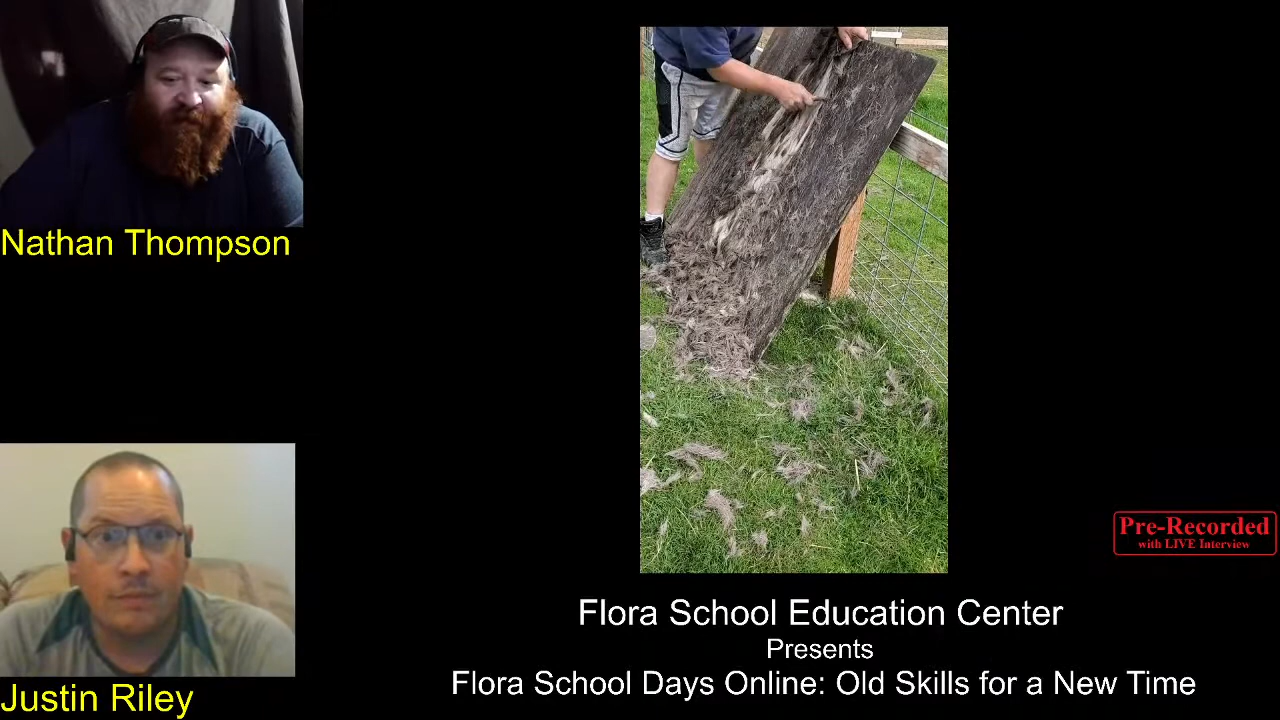 Nathan Thompson
Justin Riley
Pre-Recorded
with LIVE Interview
Flora School Education Center
Presents
Flora School Days Online: Old Skills for a New Time